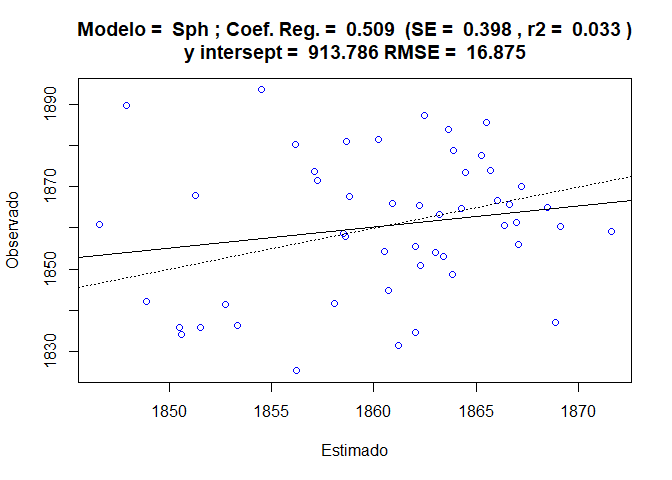 Modelo = Sph ; Coef. Reg. = 0.509 (SE = 0.398 , r2 = 0.033 )
y intersept = 913.786 RMSE = 16.875
Observado
1890
1870
1850
1830
1850 1855 1860 1865 1870
Estimado